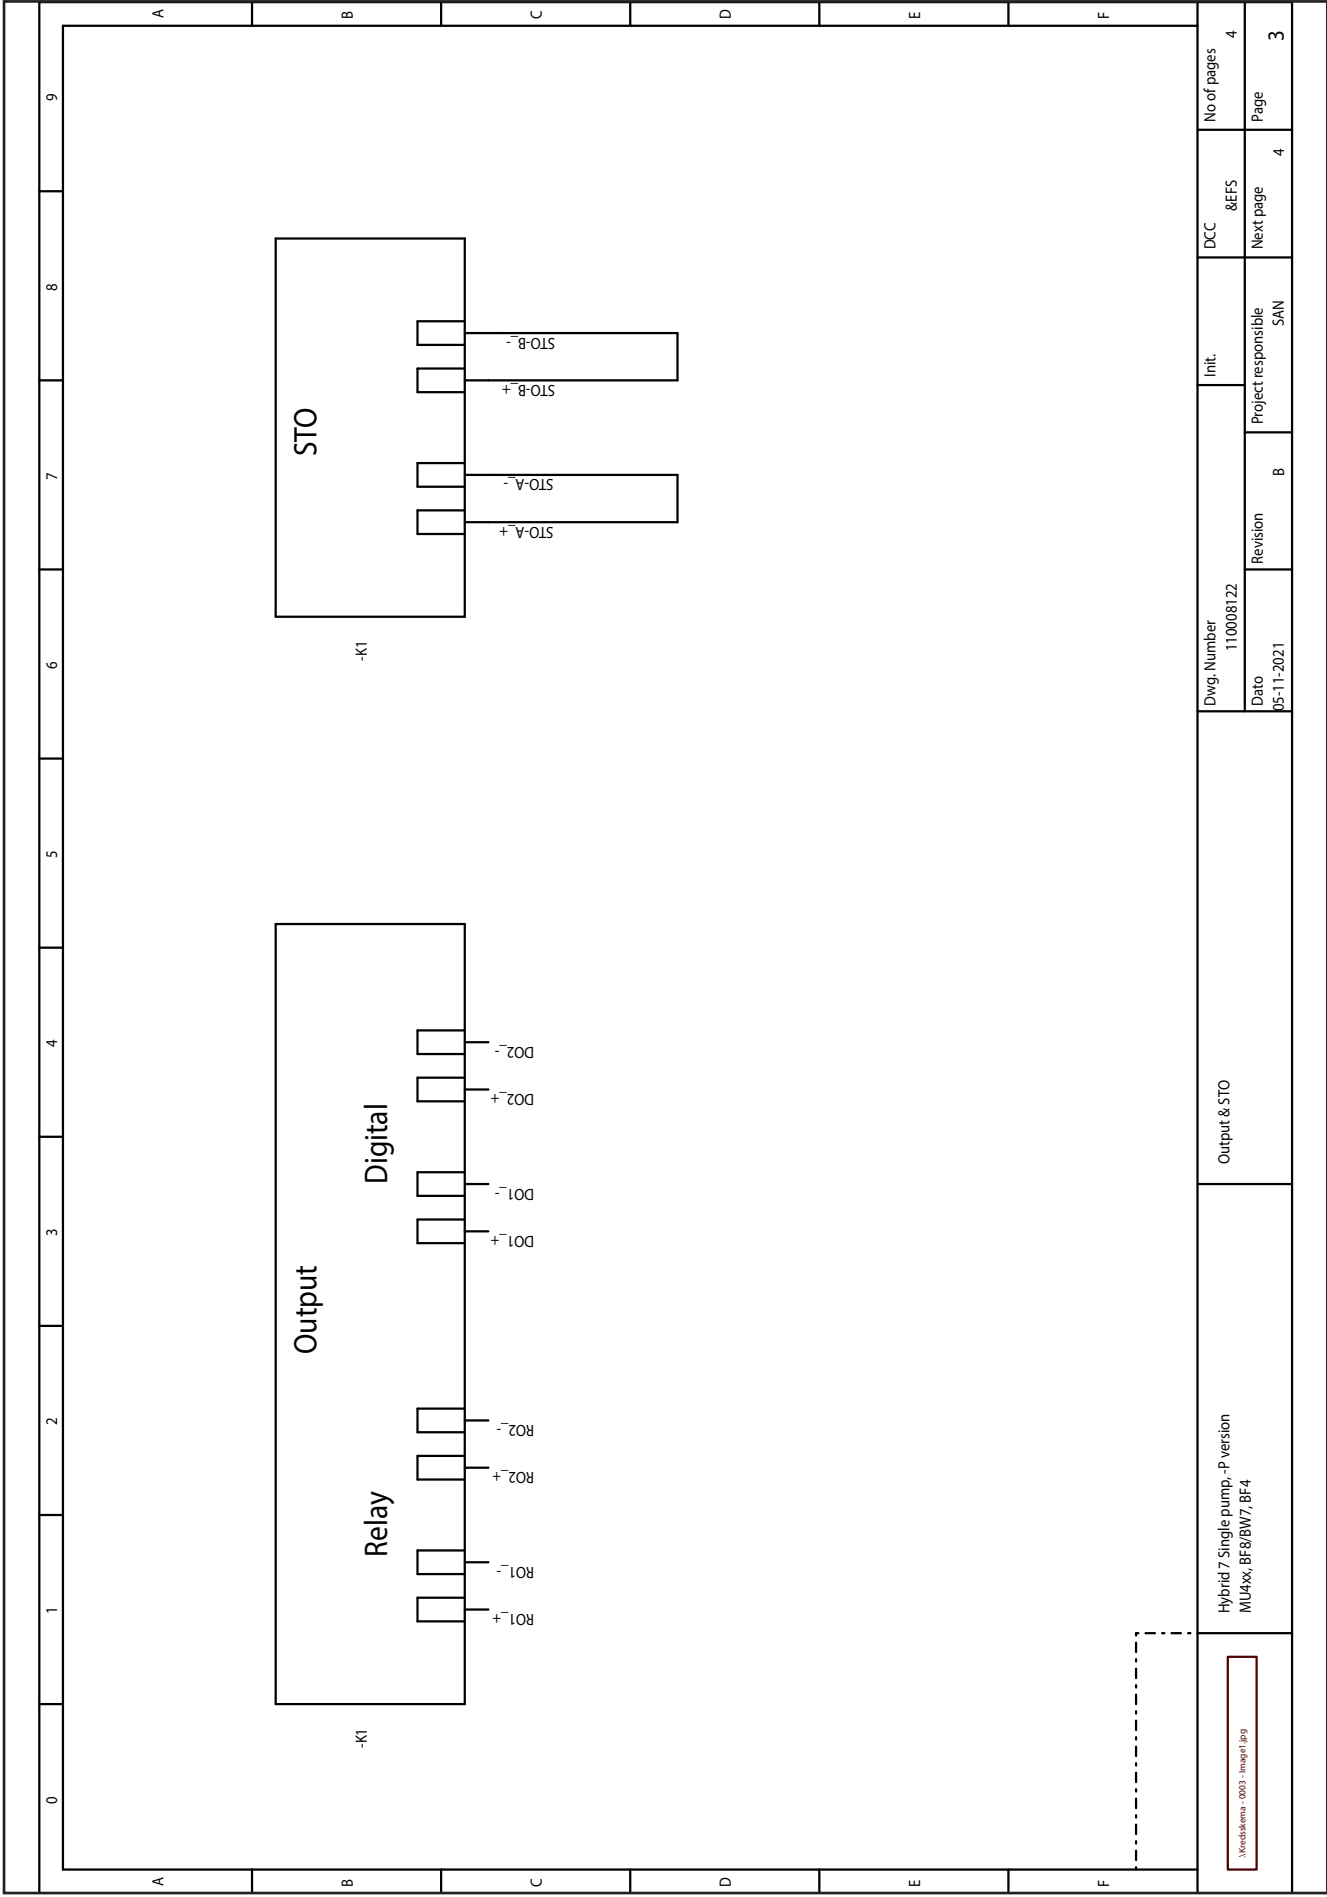 0 1 2 3 4 5 6 7 8 9
A A
B B
C C
D D
E E
F F
-K1
Output
Relay
Digital
RO1_+
RO1_-
RO2_+
RO2_-
DO1_+
DO1_-
DO2_+
DO2_-
-K1
STO
STO-A_+
STO-A_-
STO-B_+
STO-B_-
.\Kredsskema - 0003 - Image1.jpg
Hybrid 7 Single pump, -P version
MU4xx, BF8/BW7, BF4
Output & STO
Dwg. Number
110008122
Init.
DCC
&EFS
No of pages
4
Dato
05-11-2021
Revision
B
Project responsible
SAN
Next page
4
Page
3